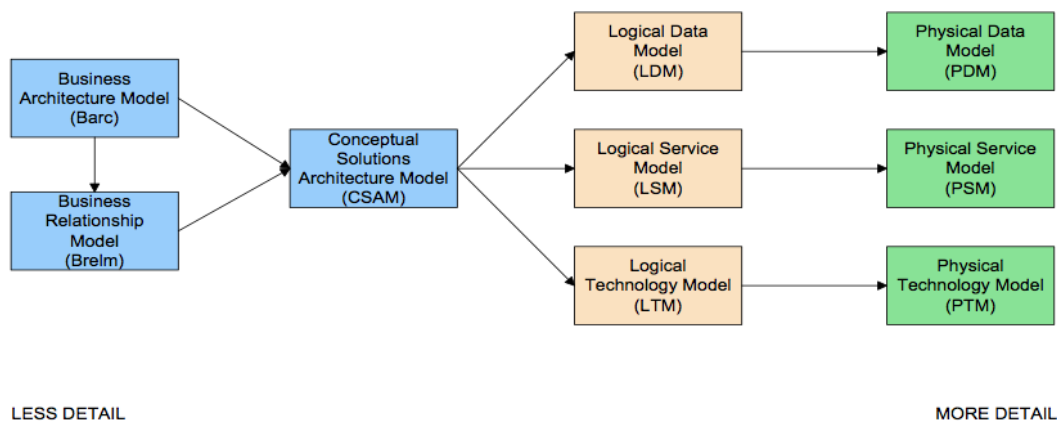 Business
Architecture Model
(Barc)
Business
Relationship
Model
(Brelm)
Conceptual
Solutions
Architecture Model
(CSAM)
Logical Data
Model
(LDM)
Logical Service
Model
(LSM)
Logical
Technology Model
(LTM)
Physical Data
Model
(PDM)
Physical Service
Model
(PSM)
Physical
Technology Model
(PTM)
LESS DETAIL
MORE DETAIL